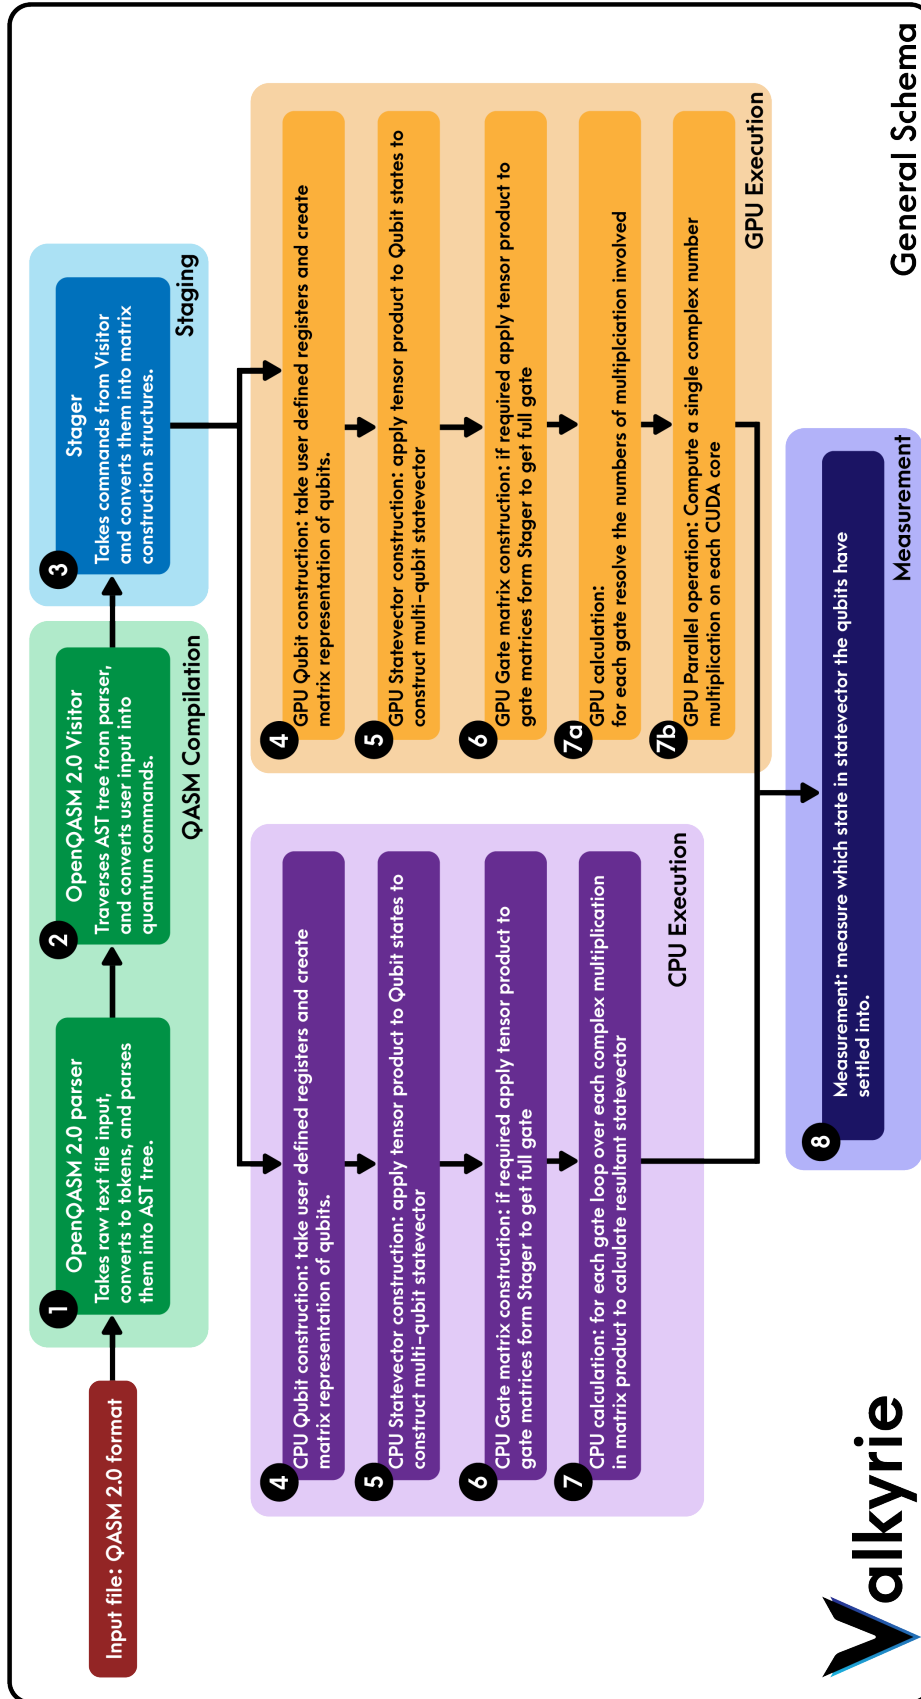 Input file: QASM 2.0 format
1
OpenQASM 2.0 parser
Takes raw text file input,
converts to tokens, and parses
them into AST tree.
2
OpenQASM 2.0 Visitor
Traverses AST tree from parser,
and converts user input into
quantum commands.
QASM Compilation
3
Stager
Takes commands from Visitor
and converts them into matrix
construction structures.
Staging
4
CPU Qubit construction: take user defined registers and create
matrix representation of qubits.
5
CPU Statevector construction: apply tensor product to Qubit states to
construct multi-qubit statevector
6
CPU Gate matrix construction: if required apply tensor product to
gate matrices form Stager to get full gate
7
CPU calculation: for each gate loop over each complex multiplication
in matrix product to calculate resultant statevector
CPU Execution
4
GPU Qubit construction: take user defined registers and create
matrix representation of qubits.
5
GPU Statevector construction: apply tensor product to Qubit states to
construct multi-qubit statevector
6
GPU Gate matrix construction: if required apply tensor product to
gate matrices form Stager to get full gate
7a
GPU calculation:
for each gate resolve the numbers of multiplciation involved
7b
GPU Parallel operation: Compute a single complex number
multiplication on each CUDA core
GPU Execution
8
Measurement: measure which state in statevector the qubits have
settled into.
Measurement
Valkyrie
General Schema